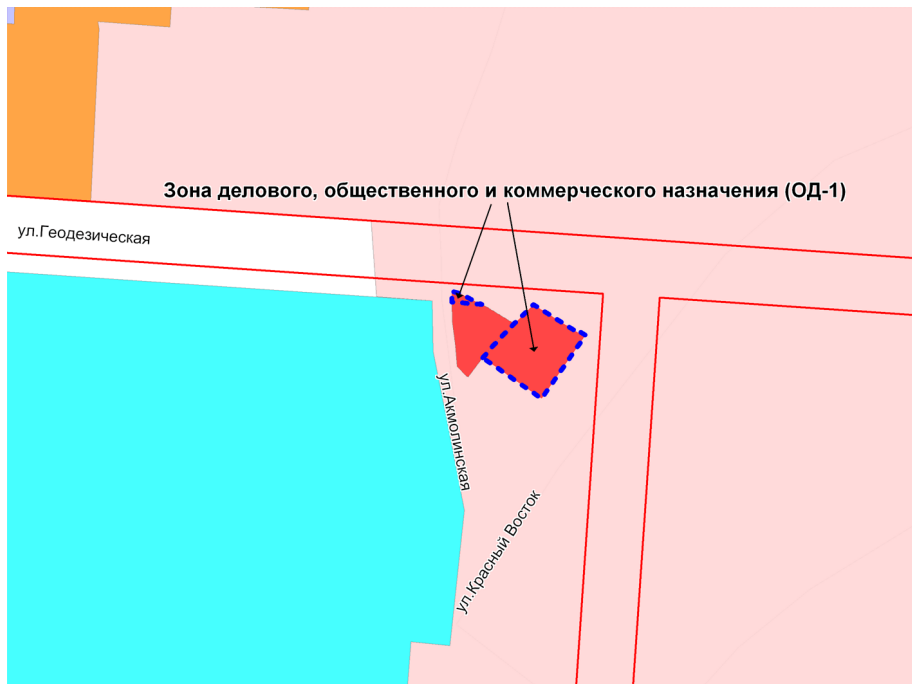 Зона делового, общественного и коммерческого назначения (ОД-1)
ул.Геодезическая
ул.Акмолинская
ул.Красный Восток